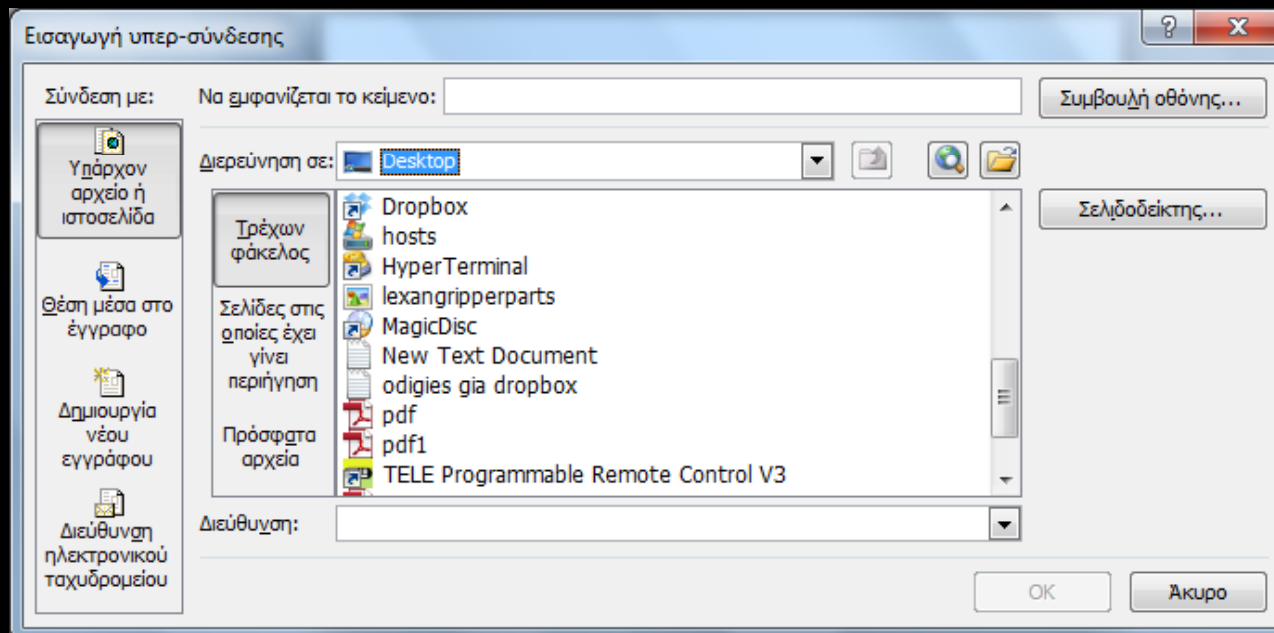 Εισαγωγή υπερ-σύνδεσης
Σύνδεση με:
Να εμφανίζεται το κείμενο:
Συμβουλή οθόνης...
Υπάρχον
αρχείο ή
ιστοσελίδα
Θέση μέσα στο
έγγραφο
Δημιουργία
νέου
εγγράφου
Διεύθυνση
ηλεκτρονικού
ταχυδρομείου
Διερεύνηση σε:
Desktop
Τρέχων
φάκελος
Σελίδες στις
οποίες έχει
γίνει
περιήγηση
Πρόσφατα
αρχεία
Dropbox
hosts
HyperTerminal
lexangripperparts
MagicDisc
New Text Document
odigies gia dropbox
pdf
pdf1
TELE Programmable Remote Control V3
Σελιδοδείκτης...
Διεύθυνση:
OK
Άκυρο